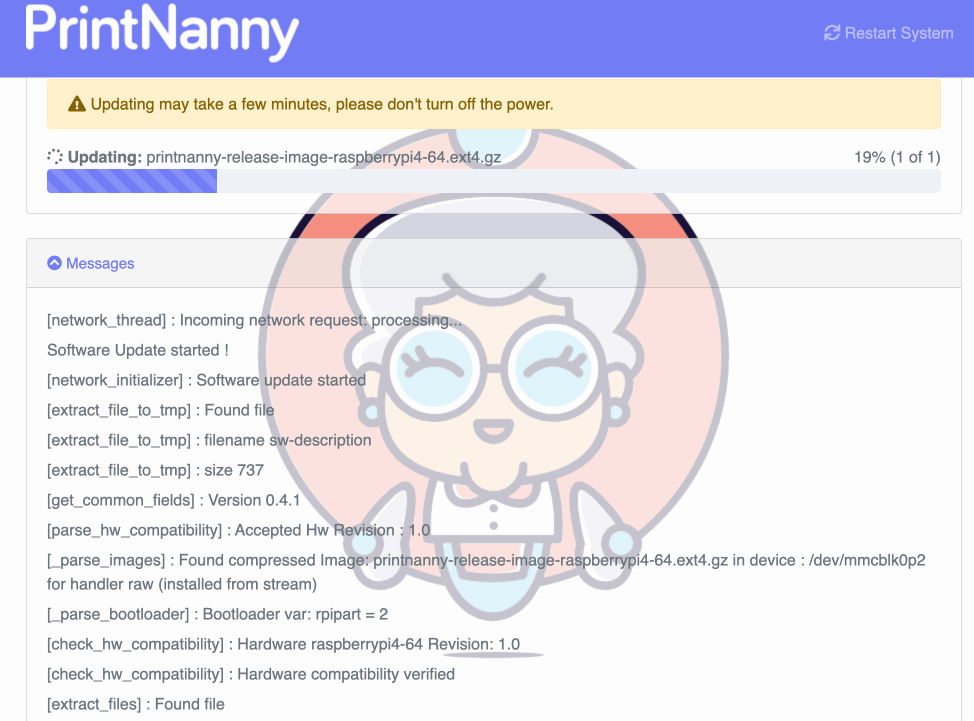 PrintNanny
Restart System
Updating may take a few minutes, please don't turn off the power.
Updating: printnanny-release-image-raspberrypi4-64.ext4.gz
19% (1 of 1)
Messages
[network_thread] : Incoming network request: processing...
Software Update started !
[network_initializer] : Software update started
[extract_file_to_tmp] : Found file
[extract_file_to_tmp] : filename sw-description
[extract_file_to_tmp] : size 737
[get_common_fields] : Version 0.4.1
[parse_hw_compatibility] : Accepted Hw Revision : 1.0
[_parse_images] : Found compressed Image: printnanny-release-image-raspberrypi4-64.ext4.gz in device : /dev/mmcblk0p2
for handler raw (installed from stream)
[_parse_bootloader] : Bootloader var: rpipart = 2
[check_hw_compatibility] : Hardware raspberrypi4-64 Revision: 1.0
[check_hw_compatibility] : Hardware compatibility verified
[extract_files] : Found file